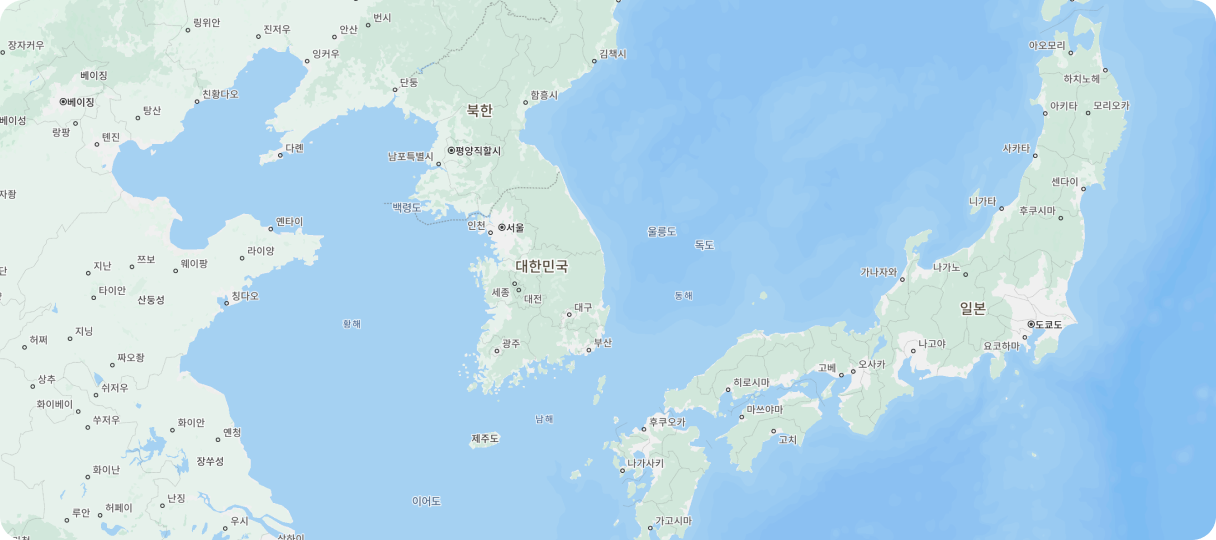 링위안
진저우
안산
번시
장자커우
잉커우
김책시
아오모리
베이징
단둥
하치노헤
베이징
친황다오
함흥시
탕산
북한
아키타
모리오카
베이성
랑팡
톈진
다롄
남포특별시
평양직할시
사카타
센다이
백령도
니가타
후쿠시마
옌타이
인천
서울
울릉도
독도
라이양
쯔보
지난
웨이팡
대한민국
가나자와
나가노
단
타이안
산둥성
칭다오
세종
대전
동해
대구
일본
황해
도쿄도
허쩌
지닝
광주
부산
나고야
요코하마
짜오좡
고베
오사카
상추
쉬저우
히로시마
화이베이
쑤저우
화이안
옌청
남해
마쓰야마
후쿠오카
제주도
고치
장쑤성
화이난
나가사키
난징
이어도
루안
허페이
우시
가고시마